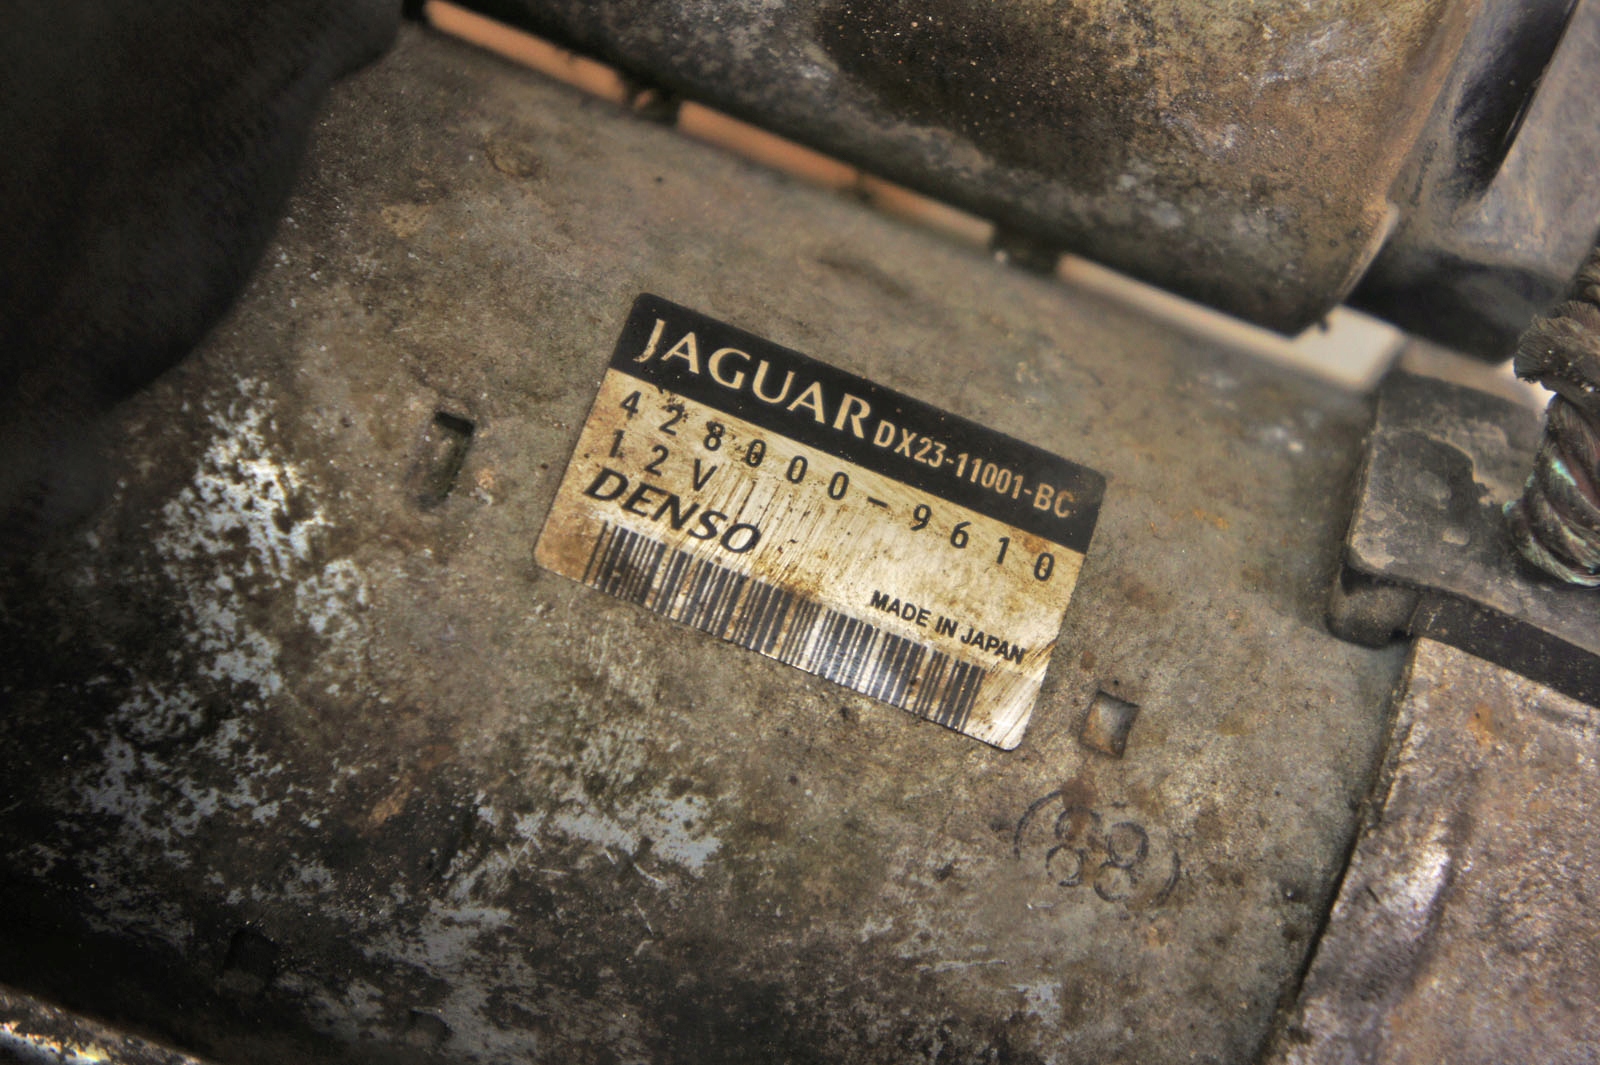 JAGUAR DX23-11001-BC
428000-9610
12V
DENSO
MADE IN JAPAN